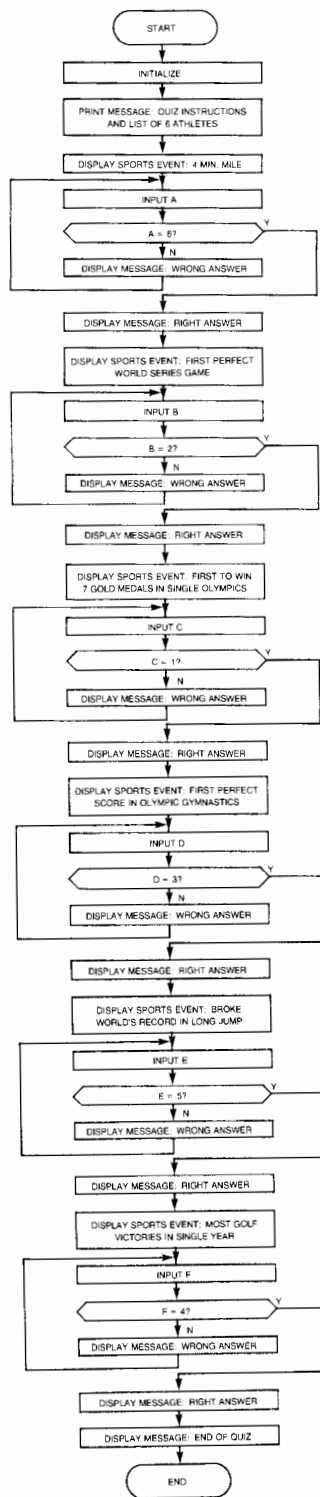 START
INITIALIZE
PRINT MESSAGE: QUIZ INSTRUCTIONS
AND LIST OF 6 ATHLETES
DISPLAY SPORTS EVENT: 4 MIN. MILE
INPUT A
A = 6?
Y
N
DISPLAY MESSAGE: WRONG ANSWER
DISPLAY MESSAGE: RIGHT ANSWER
DISPLAY SPORTS EVENT: FIRST PERFECT
WORLD SERIES GAME
INPUT B
B = 2?
Y
N
DISPLAY MESSAGE: WRONG ANSWER
DISPLAY MESSAGE: RIGHT ANSWER
DISPLAY SPORTS EVENT: FIRST TO WIN
7 GOLD MEDALS IN SINGLE OLYMPICS
INPUT C
C = 1?
Y
N
DISPLAY MESSAGE: WRONG ANSWER
DISPLAY MESSAGE: RIGHT ANSWER
DISPLAY SPORTS EVENT: FIRST PERFECT
SCORE IN OLYMPIC GYMNASTICS
INPUT D
D = 3?
Y
N
DISPLAY MESSAGE: WRONG ANSWER
DISPLAY MESSAGE: RIGHT ANSWER
DISPLAY SPORTS EVENT: BROKE
WORLD'S RECORD IN LONG JUMP
INPUT E
E = 5?
Y
N
DISPLAY MESSAGE: WRONG ANSWER
DISPLAY MESSAGE: RIGHT ANSWER
DISPLAY SPORTS EVENT: MOST GOLF
VICTORIES IN SINGLE YEAR
INPUT F
F = 4?
Y
N
DISPLAY MESSAGE: WRONG ANSWER
DISPLAY MESSAGE: RIGHT ANSWER
DISPLAY MESSAGE: END OF QUIZ
END